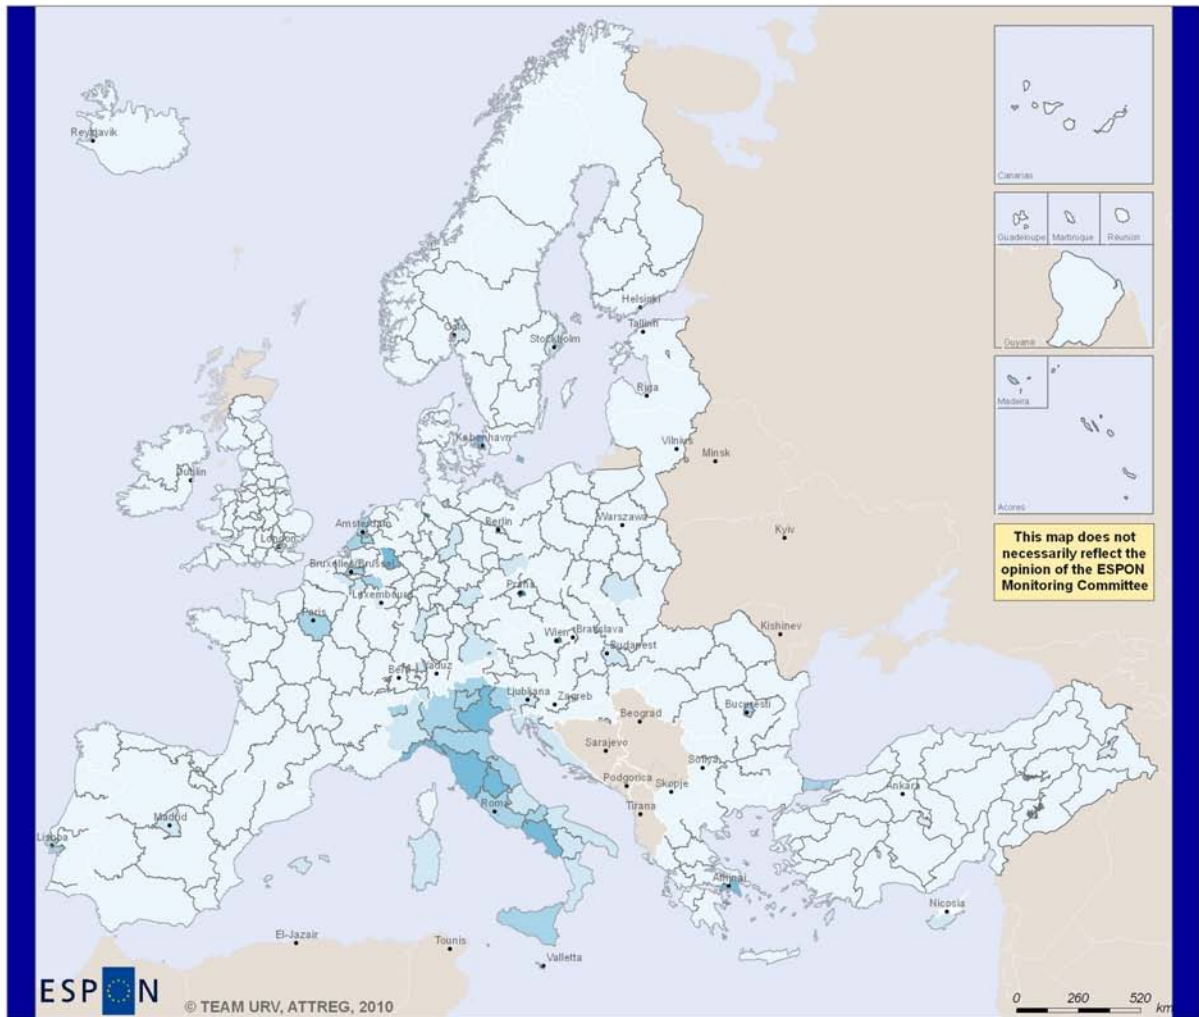 Reykjavik
Canarias
Guadeloupe
Martinique
Réunion
Guyane
Madeira
Acores
This map does not
necessarily reflect the
opinion of the ESPON
Monitoring Committee
Helsinki
Tallinn
Oslo
Stockholm
Riga
København
Vilnius
Minsk
Dublin
London
Amsterdam
Berlin
Warszawa
Kyiv
Bruxelles/Brussel
Luxembourg
Praha
Paris
Wien
Bratislava
Budapest
Kishinev
Bern
Vaduz
Ljubljana
Zagreb
Beograd
Bucuresti
Sarajevo
Sofiya
Podgorica
Skopje
Tirana
Ankara
Roma
Madrid
Lisboa
Athinai
Nicosia
El-Jazair
Tounis
Valletta
ESPON
© TEAM URV, ATTREG, 2010
0 260 520
km